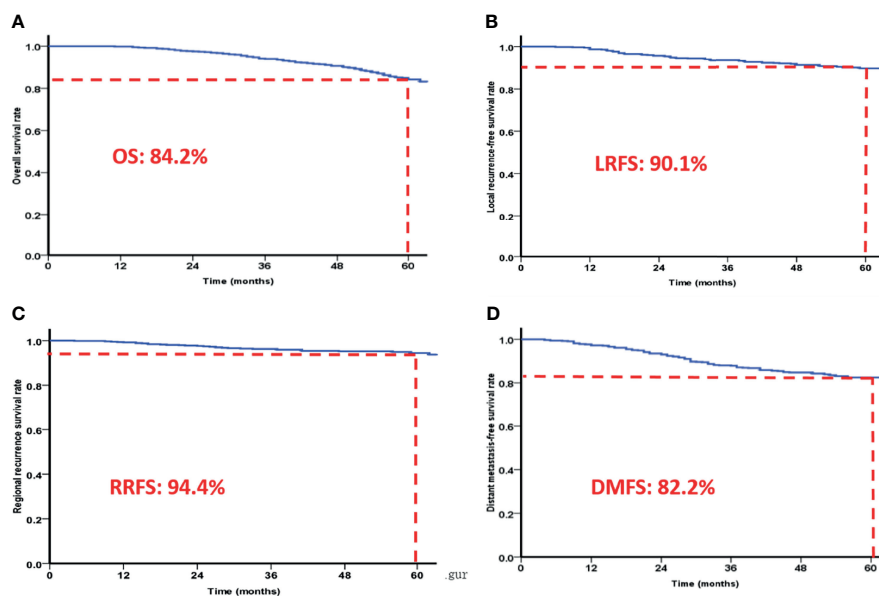 A
Overall survival rate
1.0
0.8
0.6
0.4
0.2
0.0
OS: 84.2%
0 12 24 36 48 60
Time (months)
B
Local recurrence-free survival rate
1.0
0.8
0.6
0.4
0.2
0.0
LRFS: 90.1%
0 12 24 36 48 60
Time (months)
C
Regional recurrence survival rate
1.0
0.8
0.6
0.4
0.2
0.0
RRFS: 94.4%
0 12 24 36 48 60
Time (months)
.gur
D
Distant metastasis-free survival rate
1.0
0.8
0.6
0.4
0.2
0.0
DMFS: 82.2%
0 12 24 36 48 60
Time (months)